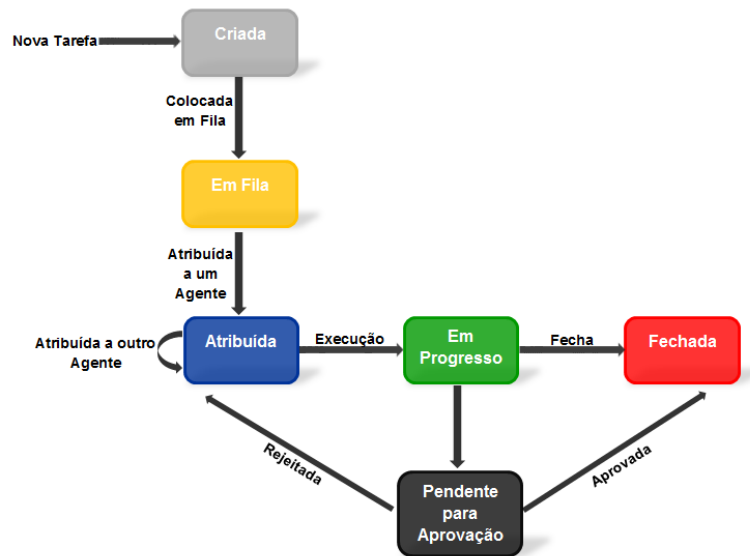 Criada
Nova Tarefa
Colocada
em Fila
Em Fila
Atribuída
a um
Agente
Atribuída a outro
Agente
Atribuída
Execução
Em
Progresso
Fecha
Fechada
Rejeitada
Aprovada
Pendente
para
Aprovação